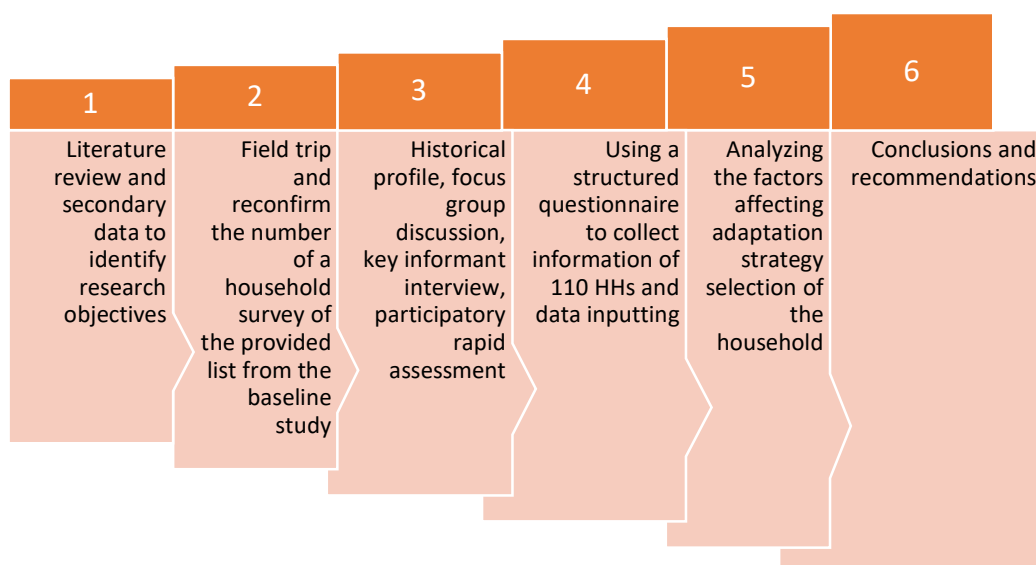 1
Literature
review and
secondary
data to
identify
research
objectives
2
Field trip
and
reconfirm
the number
of a
household
survey of
the provided
list from the
baseline
study
3
Historical
profile, focus
group
discussion,
key informant
interview,
participatory
rapid
assessment
4
Using a
structured
questionnaire
to collect
information of
110 HHs and
data inputting
5
Analyzing
the factors
affecting
adaptation
strategy
selection of
the
household
6
Conclusions and
recommendations